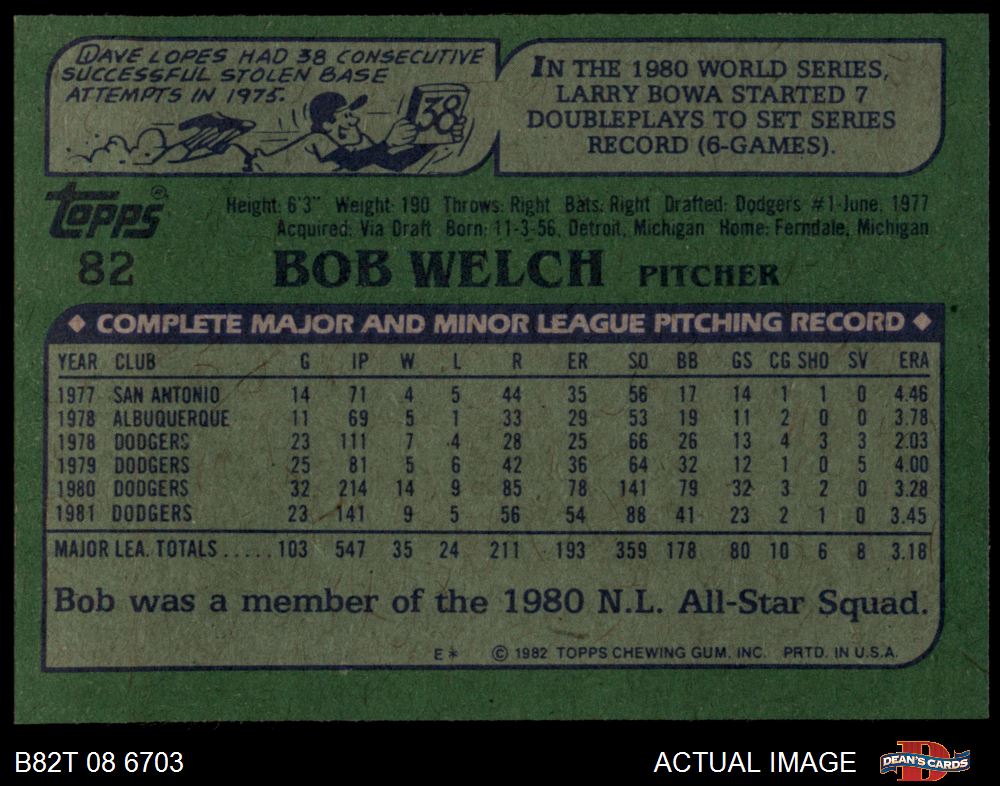 DAVE LOPES HAD 38 CONSECUTIVE
SUCCESSFUL STOLEN BASE
ATTEMPTS IN 1975.
38
IN THE 1980 WORLD SERIES,
LARRY BOWA STARTED 7
DOUBLEPLAYS TO SET SERIES
RECORD (6-GAMES).
TOPPS®
Height: 6'3" Weight: 190 Throws: Right Bats: Right Drafted: Dodgers #1-June, 1977
Acquired: Via Draft Born: 11-3-56, Detroit, Michigan Home: Ferndale, Michigan
82 BOB WELCH PITCHER
◆ COMPLETE MAJOR AND MINOR LEAGUE PITCHING RECORD ◆
YEAR CLUB G IP W L R ER SO BB GS CG SHO SV ERA
1977 SAN ANTONIO 14 71 4 5 44 35 56 17 14 1 1 0 4.46
1978 ALBUQUERQUE 11 69 5 1 33 29 53 19 11 2 0 0 3.78
1978 DODGERS 23 111 7 4 28 25 66 26 13 4 3 3 2.03
1979 DODGERS 25 81 5 6 42 36 64 32 12 1 0 5 4.00
1980 DODGERS 32 214 14 9 85 78 141 79 32 3 2 0 3.28
1981 DODGERS 23 141 9 5 56 54 88 41 23 2 1 0 3.45
MAJOR LEA. TOTALS ..... 103 547 35 24 211 193 359 178 80 10 6 8 3.18
Bob was a member of the 1980 N.L. All-Star Squad.
E* © 1982 TOPPS CHEWING GUM, INC. PRTD. IN U.S.A.
B82T 08 6703 ACTUAL IMAGE D DEAN'S CARDS